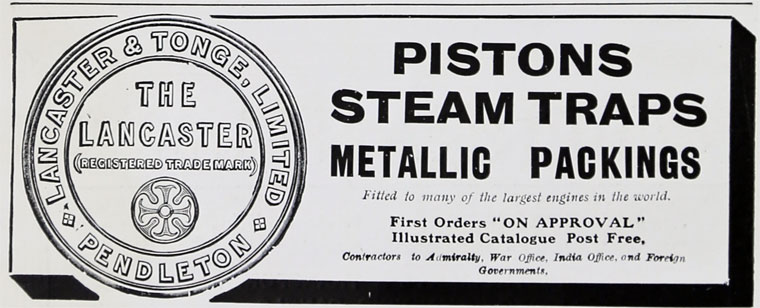 LANCASTER & TONGE, LIMITED
PENDLETON
THE
LANCASTER
(REGISTERED TRADE MARK)
PISTONS
STEAM TRAPS
METALLIC PACKINGS
Fitted to many of the largest engines in the world.
First Orders "ON APPROVAL"
Illustrated Catalogue Post Free,
Contractors to Admiralty, War Office, India Office, and Foreign
Governments.